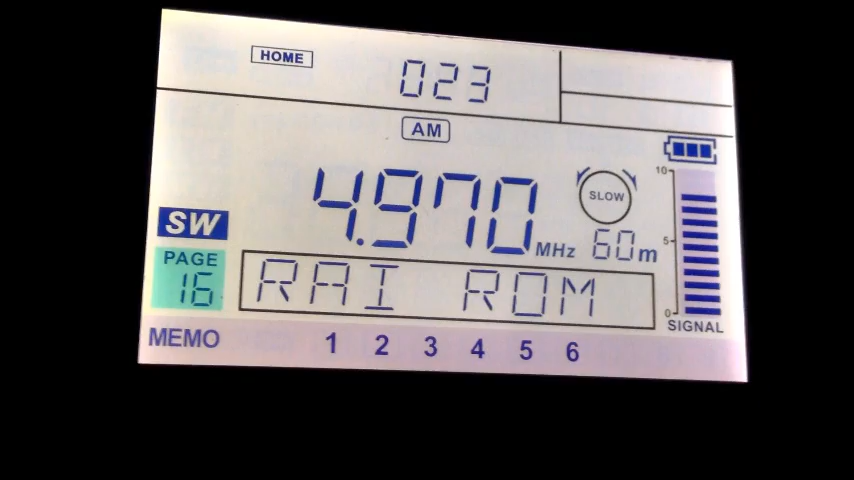 HOME
023
AM
4.970 MHz
SLOW
60m
SW
PAGE
16
RAI ROM
10
5
0
SIGNAL
MEMO 1 2 3 4 5 6